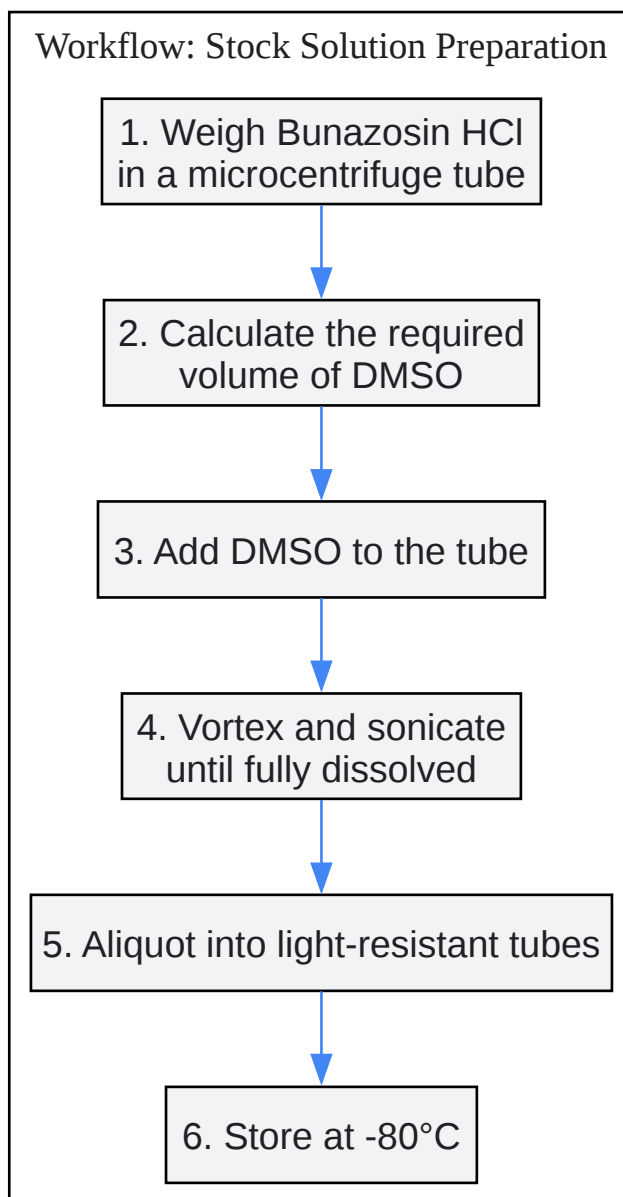 Workflow: Stock Solution Preparation
1. Weigh Bunazosin HCl
in a microcentrifuge tube
2. Calculate the required
volume of DMSO
3. Add DMSO to the tube
4. Vortex and sonicate
until fully dissolved
5. Aliquot into light-resistant tubes
6. Store at -80°C